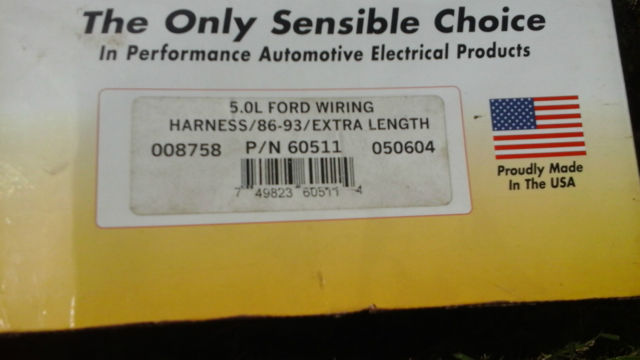 The Only Sensible Choice
In Performance Automotive Electrical Products
5.0L FORD WIRING
HARNESS/86-93/EXTRA LENGTH
008758 P/N 60511 050604
7 49823 60511 4
Proudly Made
In The USA